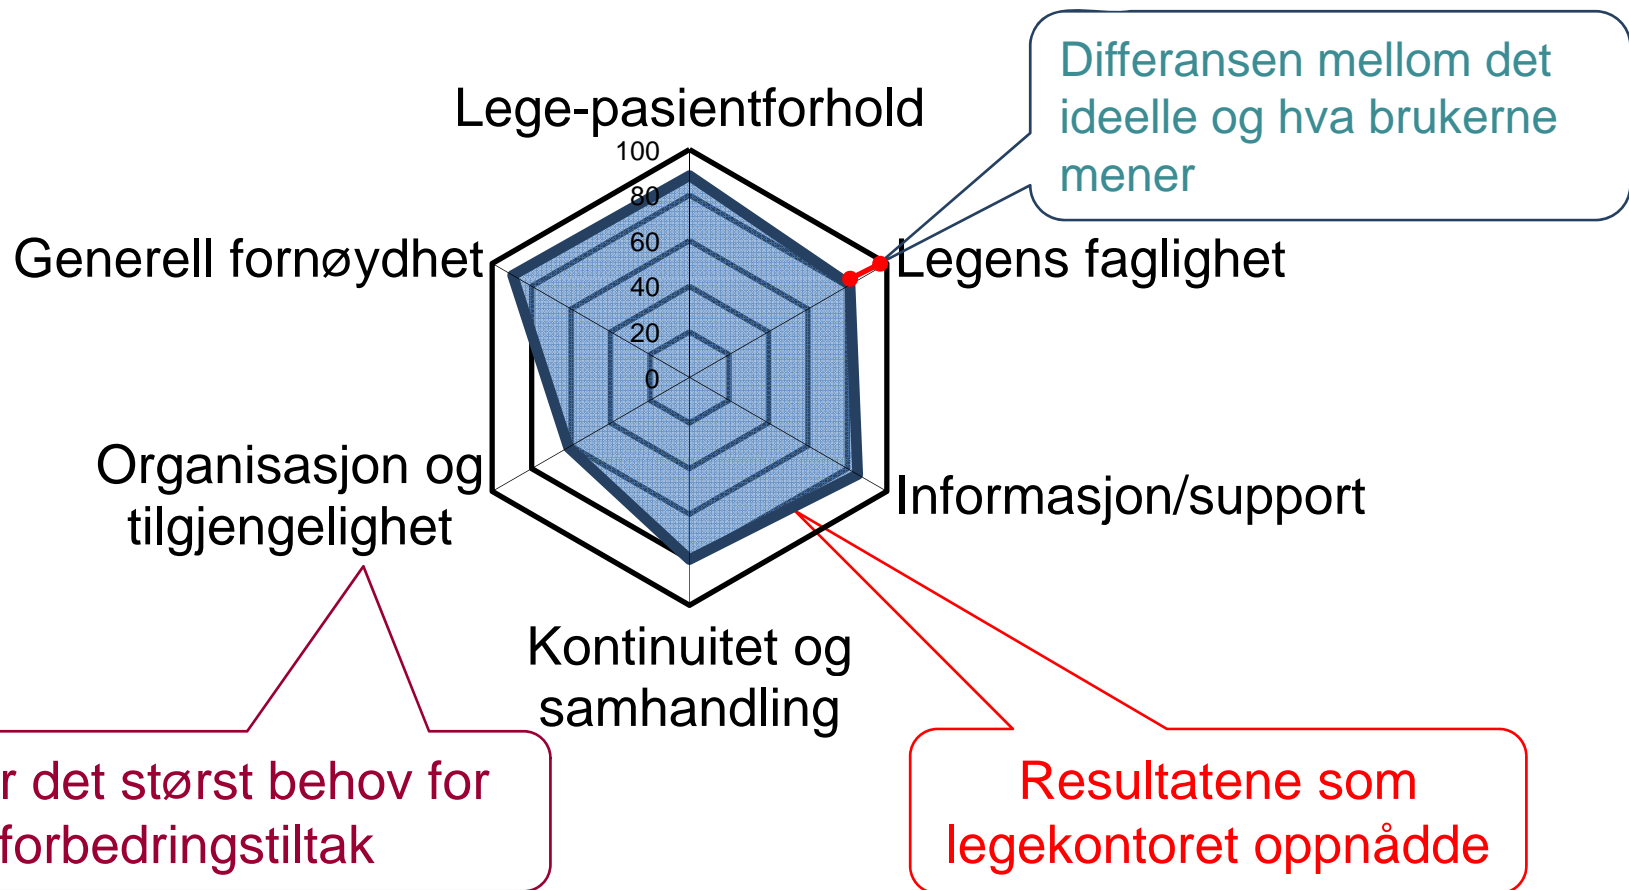 Differansen mellom det
ideelle og hva brukerne
mener
Lege-pasientforhold
100
80
60
40
20
0
Generell fornøydhet
Legens faglighet
Organisasjon og
tilgjengelighet
Informasjon/support
Kontinuitet og
samhandling
r det størst behov for
forbedringstiltak
Resultatene som
legekontoret oppnådde